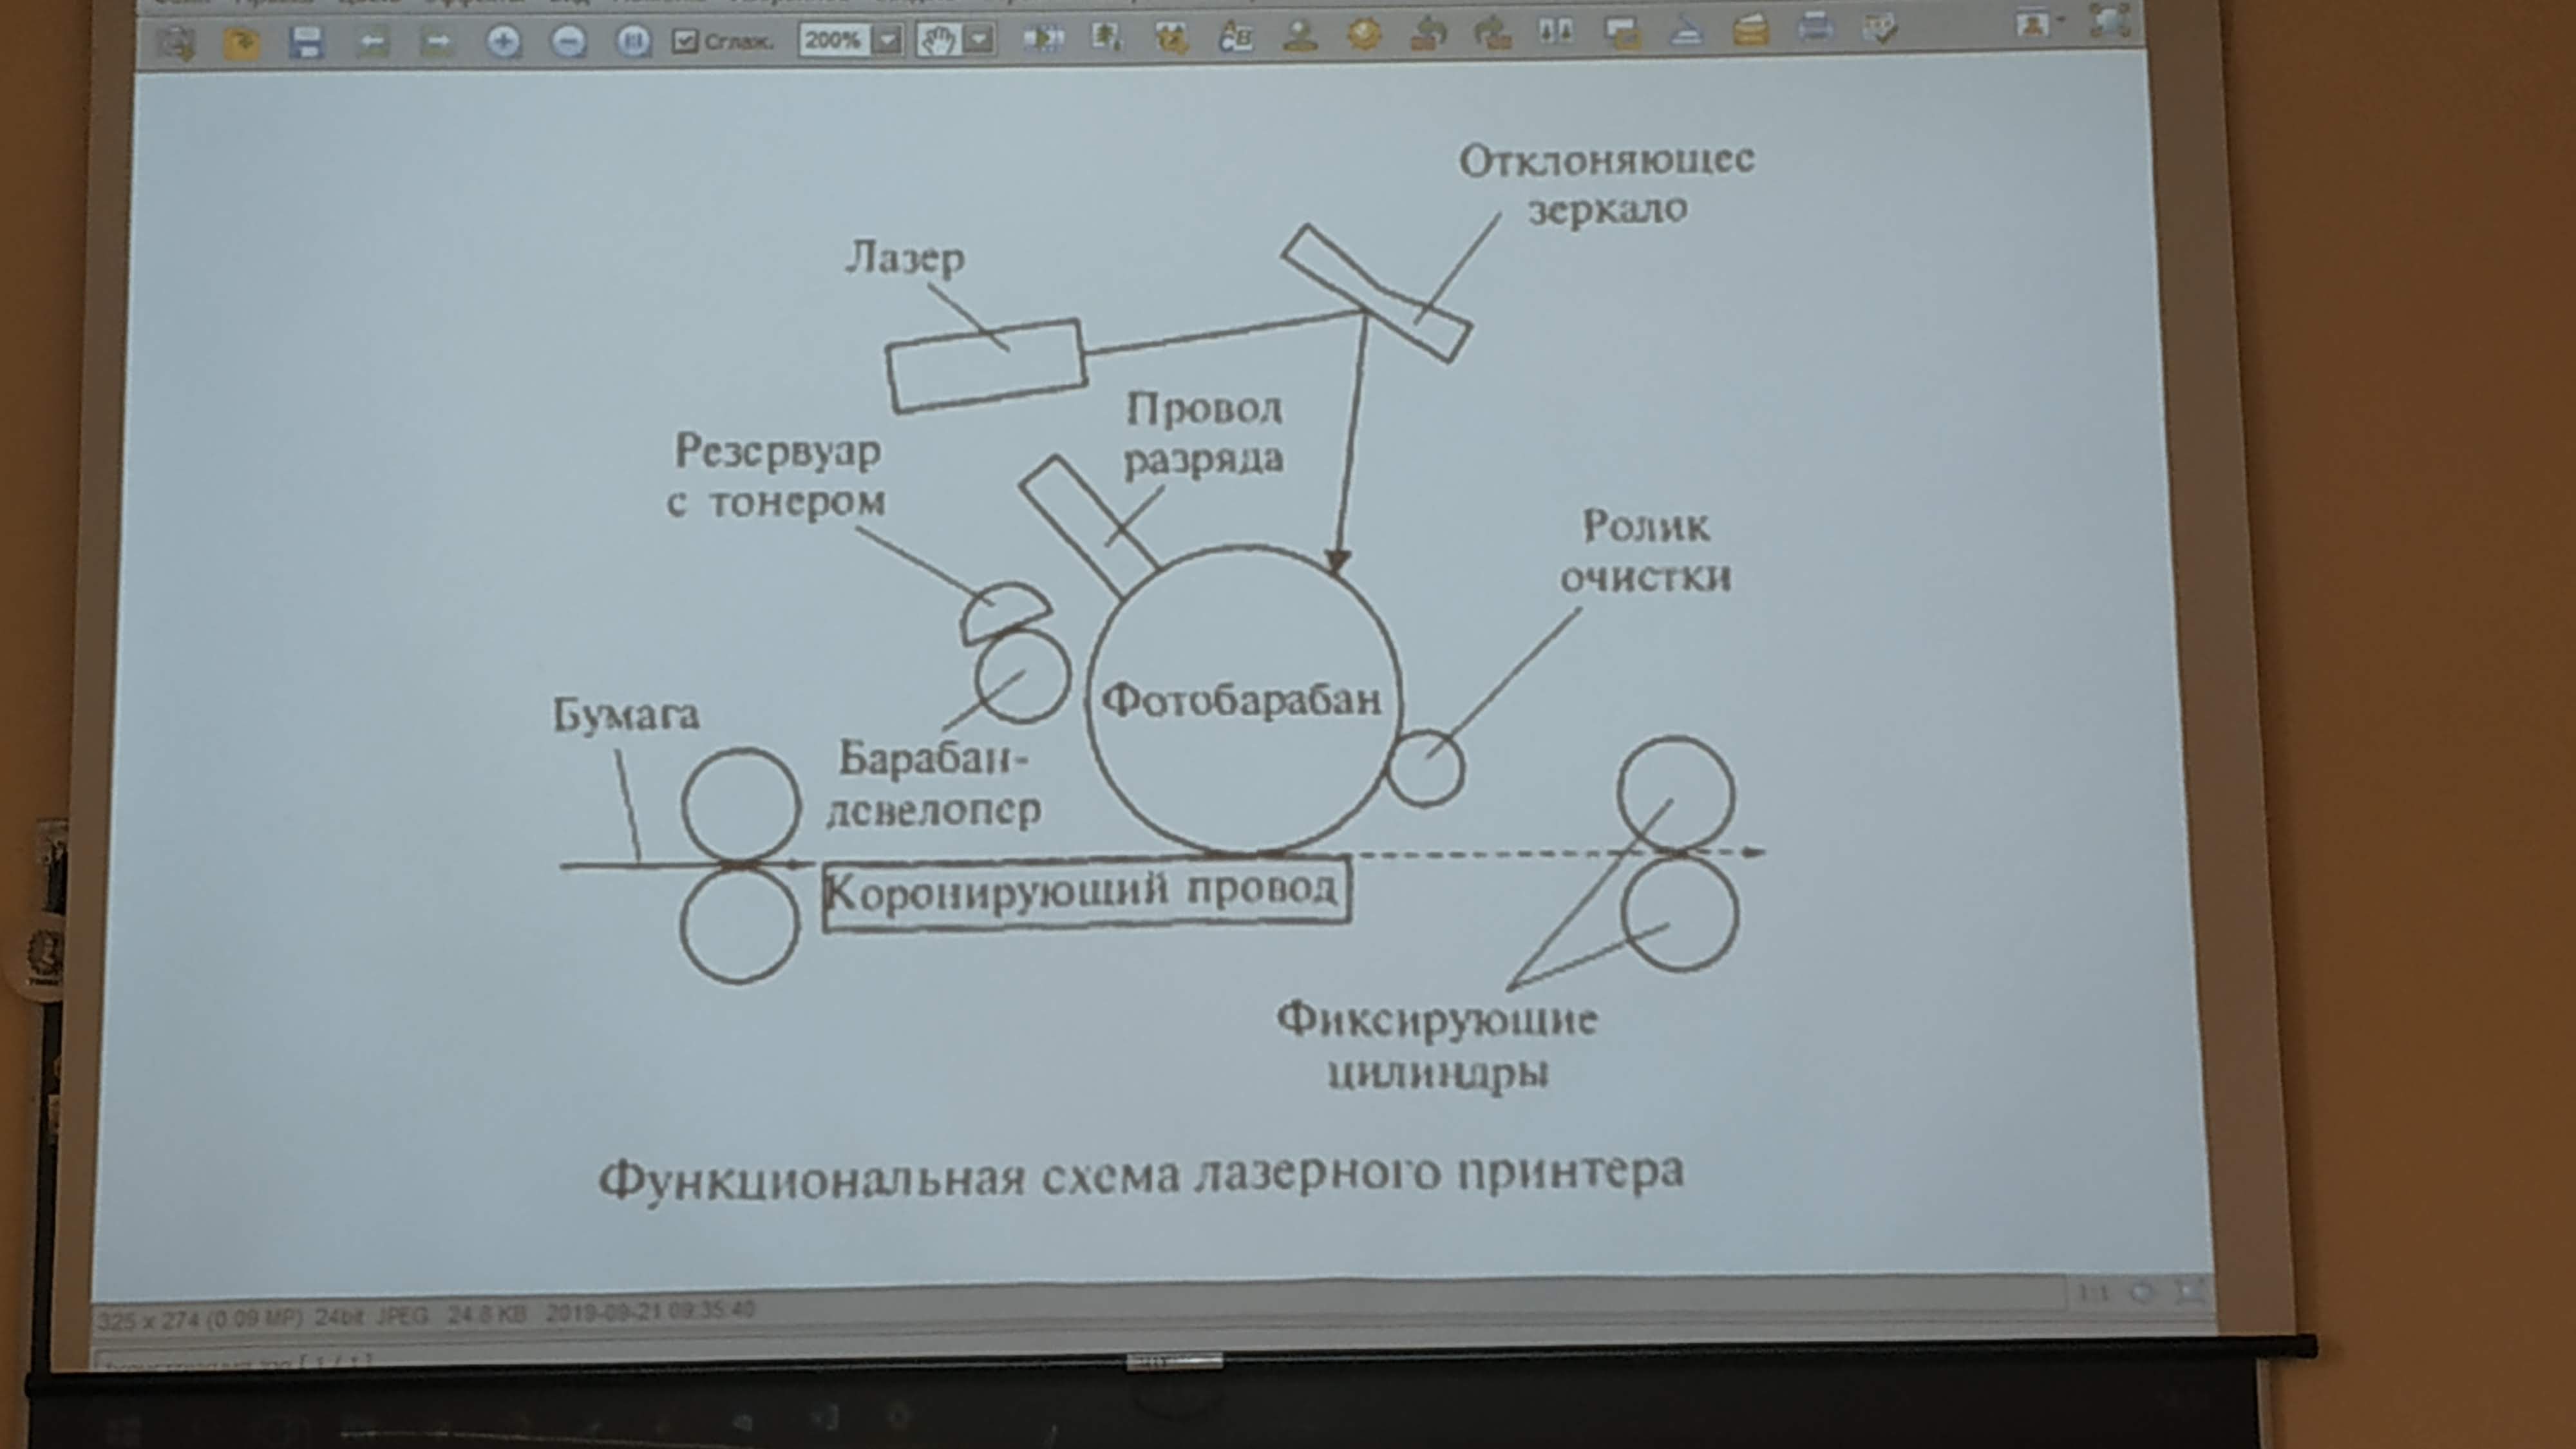 Сглаж. 200%
Отклоняющее
зеркало
Лазер
Провод
разряда
Резервуар
с тонером
Ролик
очистки
Фотобарабан
Бумага
Барабан-
девелопер
Коронирующий провод
Фиксирующие
цилиндры
Функциональная схема лазерного принтера
325 x 274 (0.09 MP) 24bit JPEG 24.8 KB 2019-09-21 09:35:40
1:1